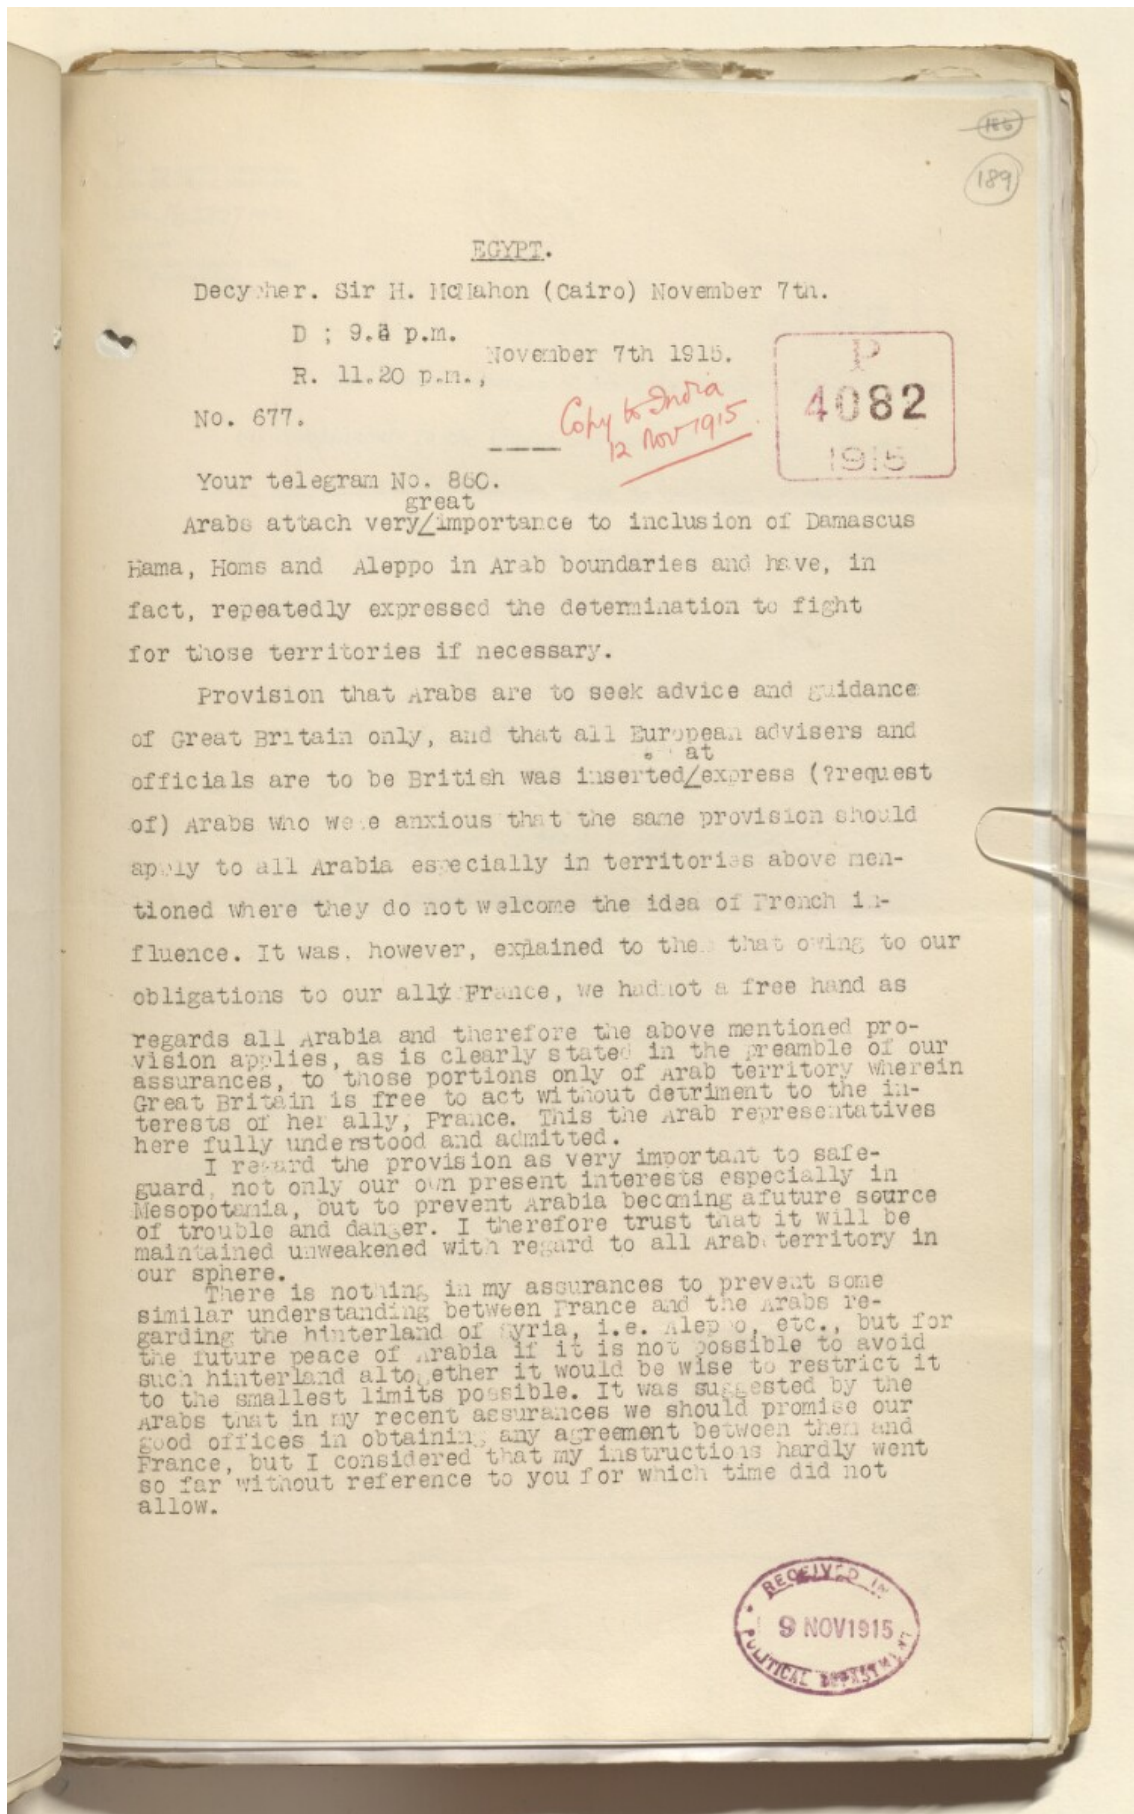 186
189
EGYPT.
Decypher. Sir H. McMahon (Cairo) November 7th.
D ; 9. p.m.
November 7th 1915.
R. 11.20 p.m.,
P
4082
1915
Copy to India
12 Nov 1915.
No. 677.
Your telegram No. 860.
great
Arabs attach very/importance to inclusion of Damascus
Hama, Homs and Aleppo in Arab boundaries and have, in
fact, repeatedly expressed the determination to fight
for those territories if necessary.
Provision that Arabs are to seek advice and guidance
of Great Britain only, and that all European advisers and
at
officials are to be British was inserted/express (?request
of) Arabs who were anxious that the same provision should
apply to all Arabia especially in territories above men-
tioned where they do not welcome the idea of French in-
fluence. It was, however, explained to them that owing to our
obligations to our ally France, we had not a free hand as
regards all Arabia and therefore the above mentioned pro-
vision applies, as is clearly stated in the preamble of our
assurances, to those portions only of Arab territory wherein
Great Britain is free to act without detriment to the in-
terests of her ally, France. This the Arab representatives
here fully understood and admitted.
I regard the provision as very important to safe-
guard, not only our own present interests especially in
Mesopotamia, but to prevent Arabia becoming afuture source
of trouble and danger. I therefore trust that it will be
maintained unweakened with regard to all Arab territory in
our sphere.
There is nothing in my assurances to prevent some
similar understanding between France and the Arabs re-
garding the hinterland of Syria, i.e. Aleppo, etc., but for
the future peace of Arabia if it is not possible to avoid
such hinterland altogether it would be wise to restrict it
to the smallest limits possible. It was suggested by the
Arabs that in my recent assurances we should promise our
good offices in obtaining any agreement between them and
France, but I considered that my instructions hardly went
so far without reference to you for which time did not
allow.
RECEIVED IN
9 NOV 1915
POLITICAL DEPARTMENT